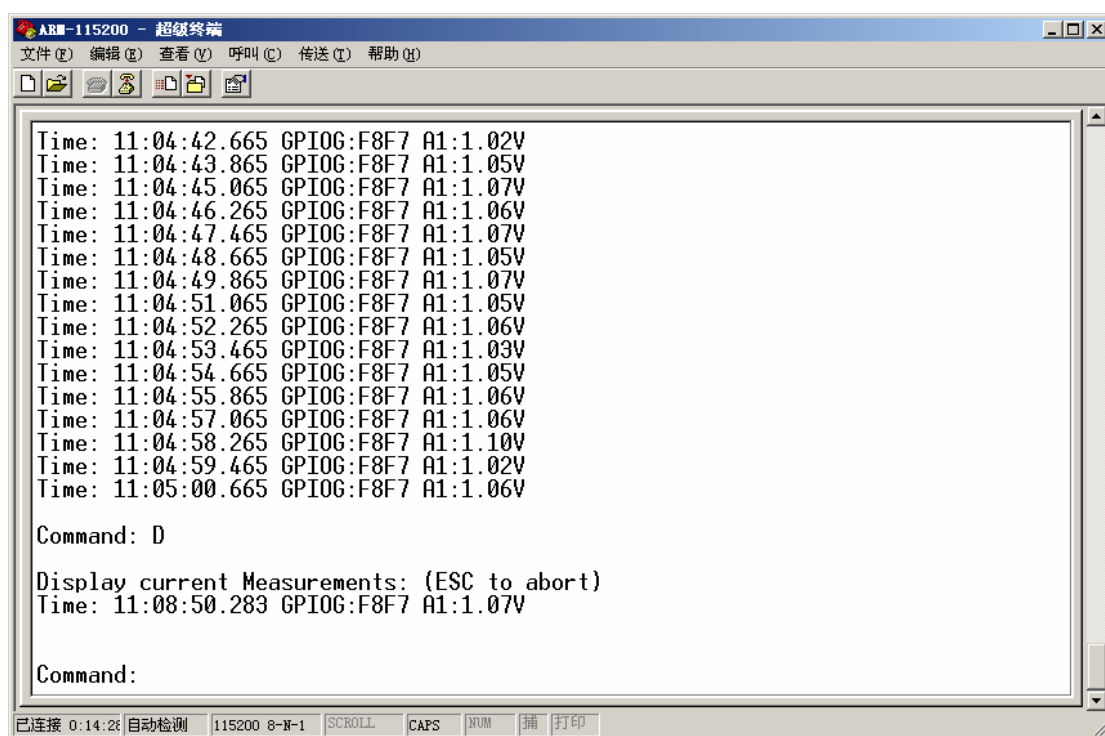 ARM-115200 - 超级终端
文件(F) 编辑(E) 查看(V) 呼叫(C) 传送(T) 帮助(H)
Time: 11:04:42.665 GPIOG:F8F7 A1:1.02V
Time: 11:04:43.865 GPIOG:F8F7 A1:1.05V
Time: 11:04:45.065 GPIOG:F8F7 A1:1.07V
Time: 11:04:46.265 GPIOG:F8F7 A1:1.06V
Time: 11:04:47.465 GPIOG:F8F7 A1:1.07V
Time: 11:04:48.665 GPIOG:F8F7 A1:1.05V
Time: 11:04:49.865 GPIOG:F8F7 A1:1.07V
Time: 11:04:51.065 GPIOG:F8F7 A1:1.05V
Time: 11:04:52.265 GPIOG:F8F7 A1:1.06V
Time: 11:04:53.465 GPIOG:F8F7 A1:1.03V
Time: 11:04:54.665 GPIOG:F8F7 A1:1.05V
Time: 11:04:55.865 GPIOG:F8F7 A1:1.06V
Time: 11:04:57.065 GPIOG:F8F7 A1:1.06V
Time: 11:04:58.265 GPIOG:F8F7 A1:1.10V
Time: 11:04:59.465 GPIOG:F8F7 A1:1.02V
Time: 11:05:00.665 GPIOG:F8F7 A1:1.06V
Command: D
Display current Measurements: (ESC to abort)
Time: 11:08:50.283 GPIOG:F8F7 A1:1.07V
Command:
已连接 0:14:28 自动检测 115200 8-N-1 SCROLL CAPS NUM 捕 打印